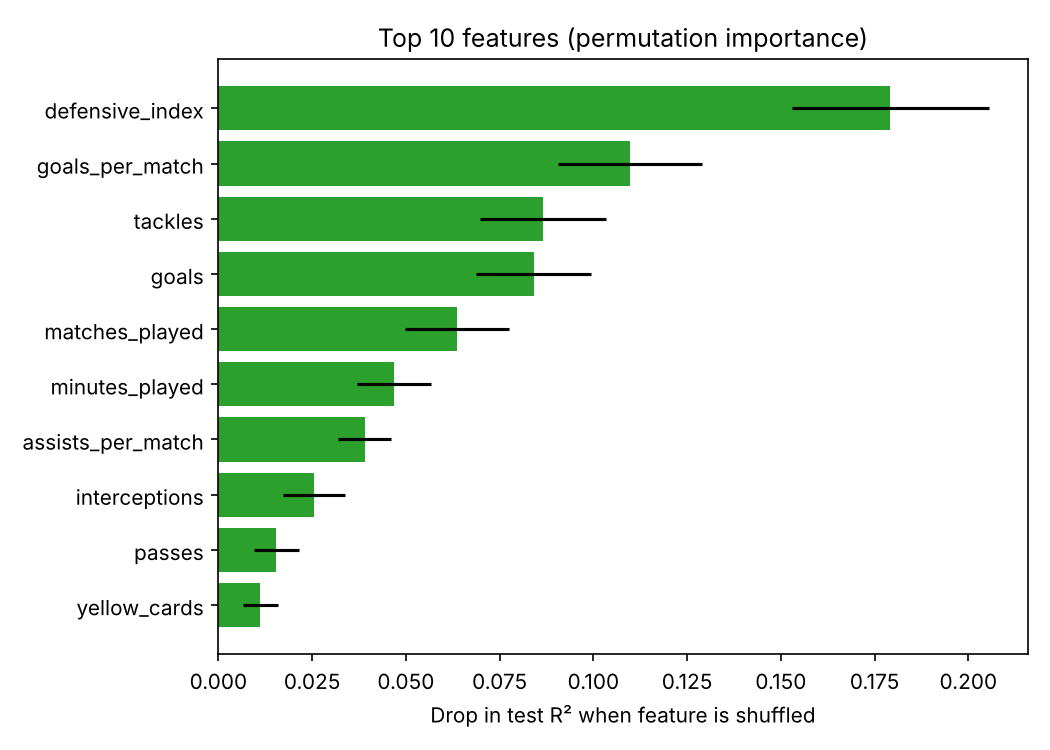 Top 10 features (permutation importance)
defensive_index
goals_per_match
tackles
goals
matches_played
minutes_played
assists_per_match
interceptions
passes
yellow_cards
0.000 0.025 0.050 0.075 0.100 0.125 0.150 0.175 0.200
Drop in test R² when feature is shuffled